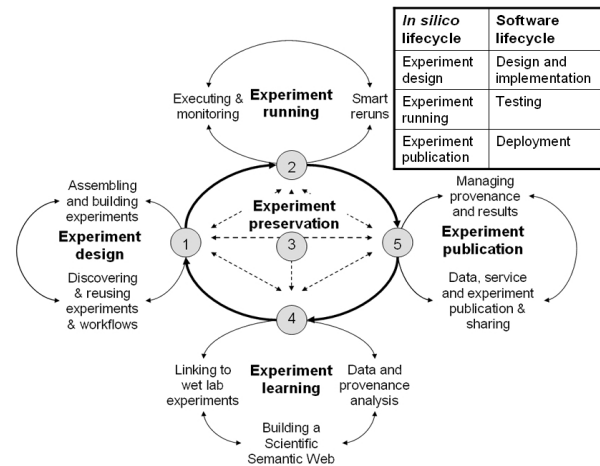 In silico lifecycle
Software lifecycle
Experiment design
Design and implementation
Experiment running
Testing
Experiment publication
Deployment
Executing & monitoring
Experiment running
Smart reruns
2
Assembling and building experiments
Experiment design
Discovering & reusing experiments & workflows
1
Experiment preservation
3
5
Managing provenance and results
Experiment publication
Data, service and experiment publication & sharing
4
Linking to wet lab experiments
Experiment learning
Data and provenance analysis
Building a Scientific Semantic Web